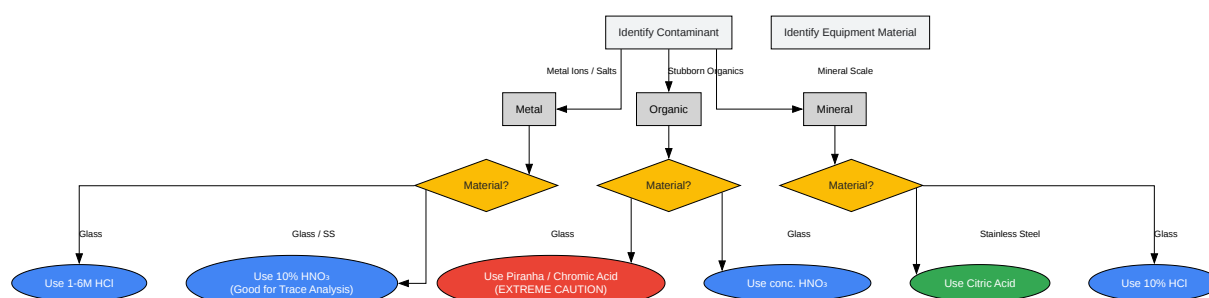 Identify Contaminant
Identify Equipment Material
Metal Ions / Salts
Stubborn Organics
Mineral Scale
Metal
Organic
Mineral
Material?
Material?
Material?
Glass
Glass / SS
Glass
Glass
Stainless Steel
Glass
Use 1-6M HCl
Use 10% HNO₃
(Good for Trace Analysis)
Use Piranha / Chromic Acid
(EXTREME CAUTION)
Use conc. HNO₃
Use Citric Acid
Use 10% HCl